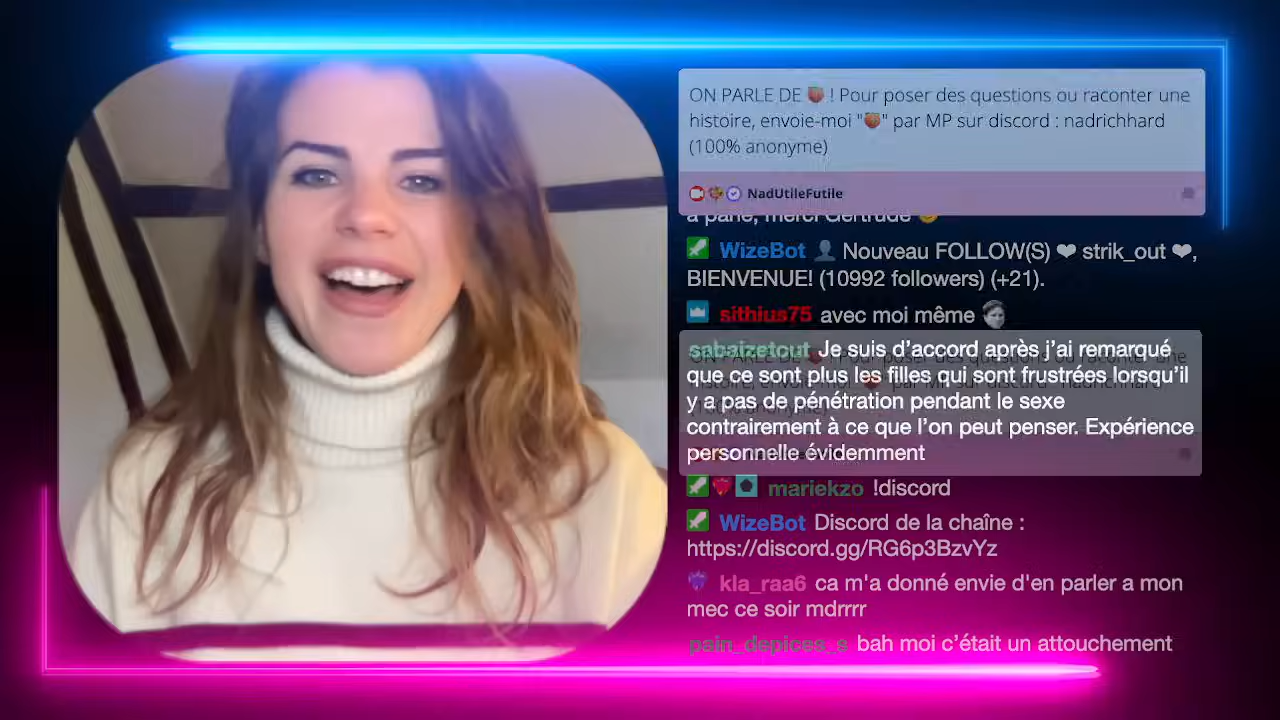 ON PARLE DE 🍑 ! Pour poser des questions ou raconter une
histoire, envoie-moi "🍑" par MP sur discord : nadrichhard
(100% anonyme)
NadUtileFutile
a parlé, merci Gertrude
WizeBot 👤 Nouveau FOLLOW(S) ❤ strik_out ❤,
BIENVENUE! (10992 followers) (+21).
sithius75 avec moi même
sabaizetout Je suis d’accord après j’ai remarqué
que ce sont plus les filles qui sont frustrées lorsqu’il
y a pas de pénétration pendant le sexe
contrairement à ce que l’on peut penser. Expérience
personnelle évidemment
mariekzo !discord
WizeBot Discord de la chaîne :
https://discord.gg/RG6p3BzvYz
kla_raa6 ca m'a donné envie d'en parler a mon
mec ce soir mdrrrr
pain_depices_s bah moi c’était un attouchement